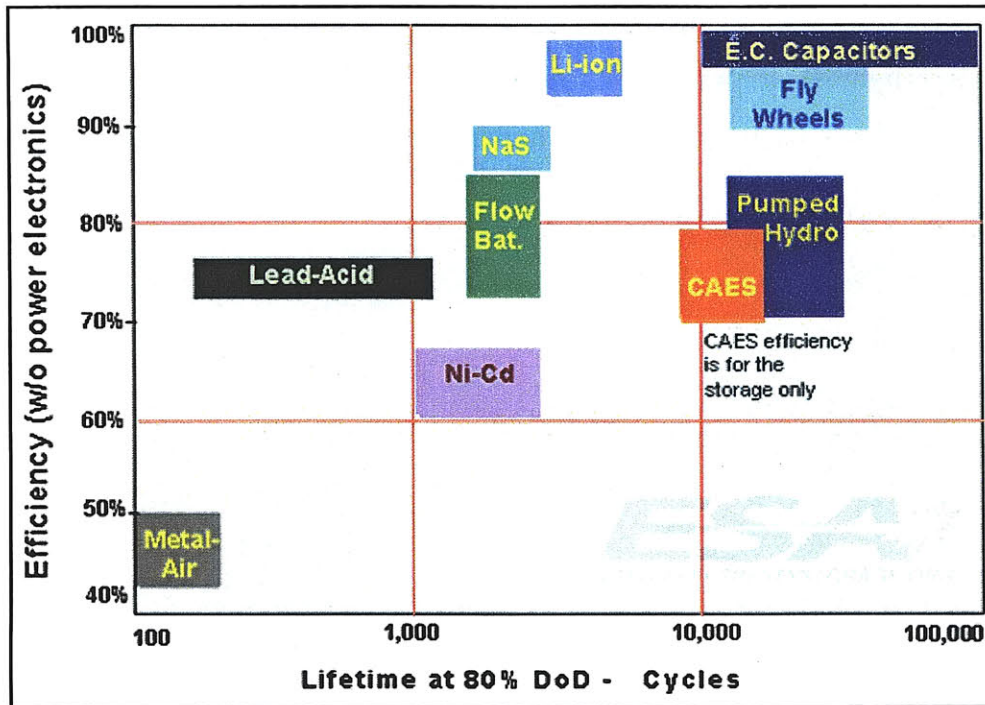 100%
90%
80%
70%
60%
50%
40%
Efficiency (w/o power electronics)
E.C. Capacitors
Li-ion
Fly
Wheels
NaS
Flow
Bat.
Pumped
Hydro
Lead-Acid
CAES
CAES efficiency
is for the
storage only
Ni-Cd
ESA
Metal-
Air
100
1,000
10,000
100,000
Lifetime at 80% DoD - Cycles